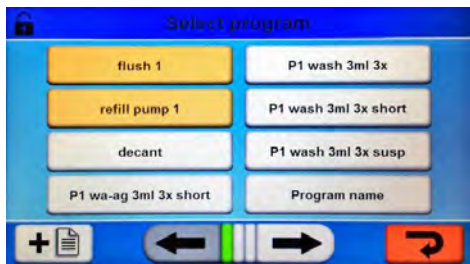 Select program
flush 1
P1 wash 3ml 3x
refill pump 1
P1 wash 3ml 3x short
decant
P1 wash 3ml 3x susp
P1 wa-ag 3ml 3x short
Program name